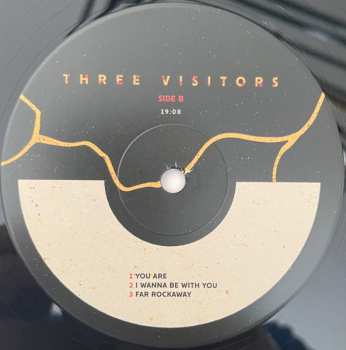 THREE VISITORS
SIDE B
19:08
1 YOU ARE
2 I WANNA BE WITH YOU
3 FAR ROCKAWAY